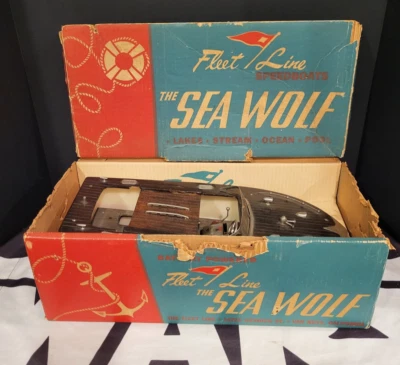 Fleet Line
SPEEDBOATS
THE SEA WOLF
LAKES • STREAM • OCEAN • POOL
Fleet Line
THE SEA WOLF